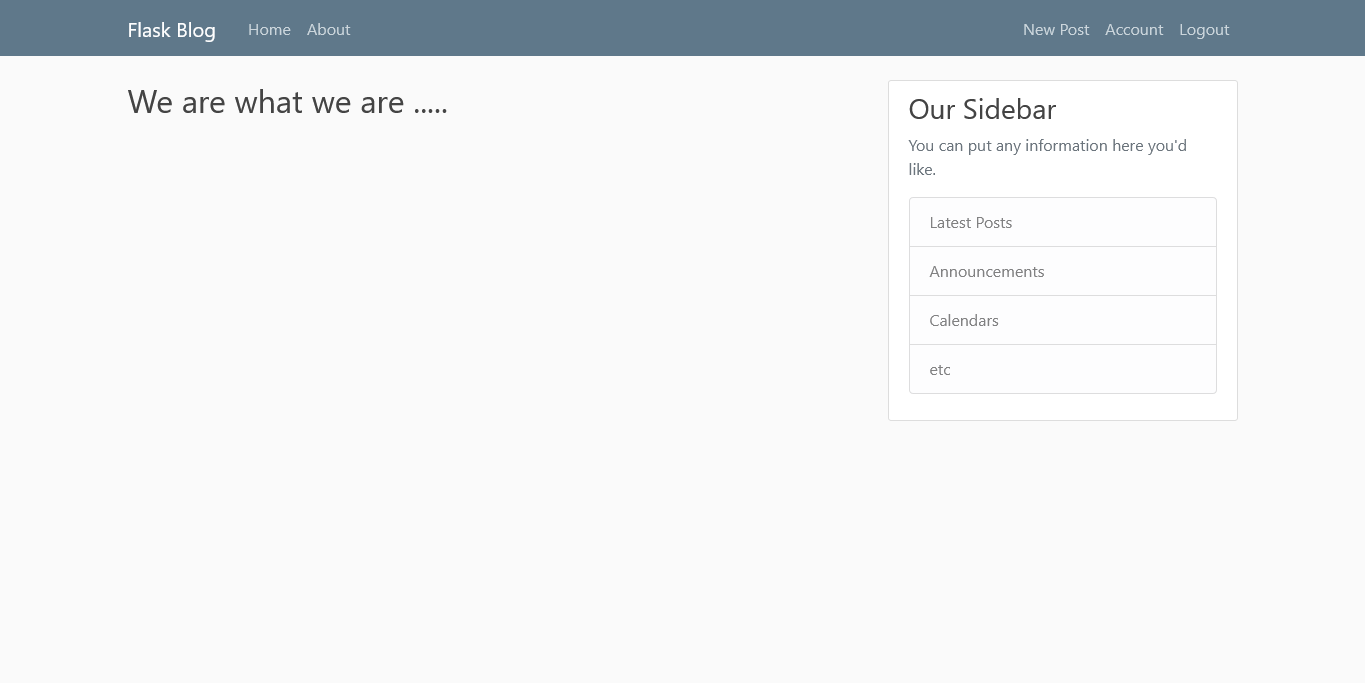 Flask Blog Home About New Post Account Logout
We are what we are .....
Our Sidebar
You can put any information here you'd
like.
Latest Posts
Announcements
Calendars
etc